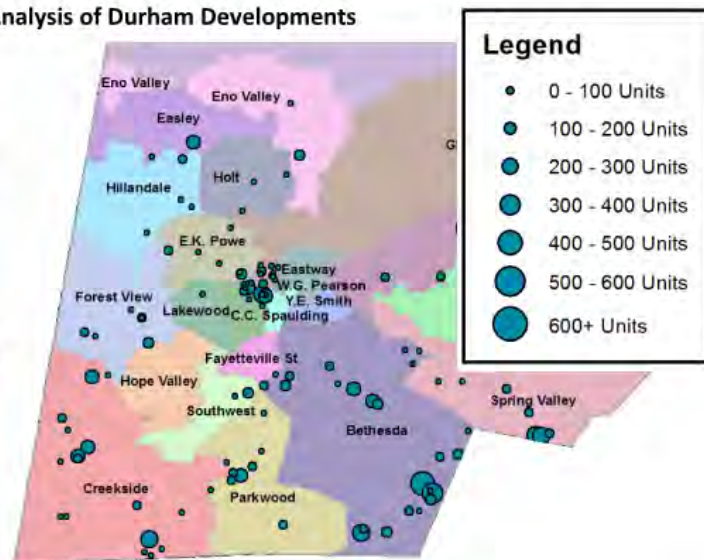 nalysis of Durham Developments
Legend
0 - 100 Units
100 - 200 Units
200 - 300 Units
300 - 400 Units
400 - 500 Units
500 - 600 Units
600+ Units
Eno Valley
Eno Valley
Easley
G
Holt
Hillandale
E.K. Powe
Eastway
W.G. Pearson
Forest View
Y.E. Smith
Lakewood
C.C. Spaulding
Fayetteville St
Hope Valley
Spring Valley
Southwest
Bethesda
Creekside
Parkwood